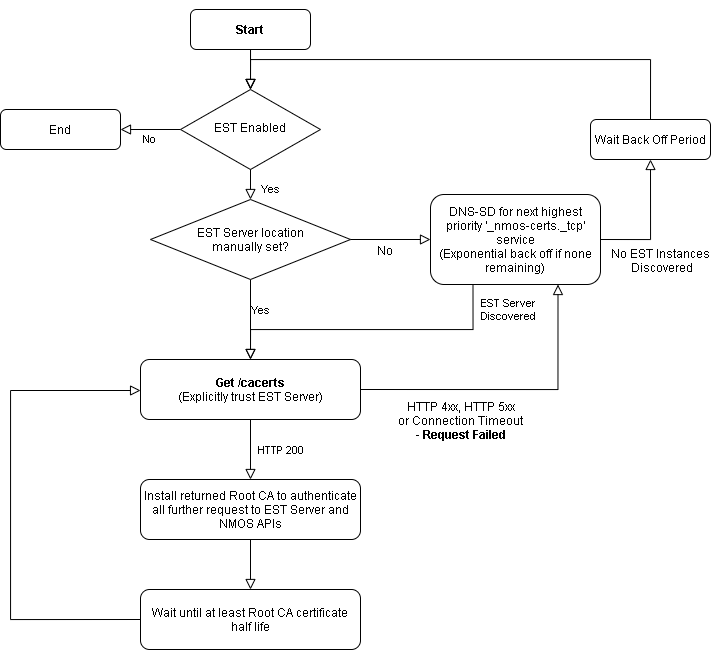 Start
EST Enabled
End
No
Wait Back Off Period
Yes
EST Server location
manually set?
No
DNS-SD for next highest
priority '_nmos-certs._tcp'
service
(Exponential back off if none
remaining)
No EST Instances
Discovered
Yes
EST Server
Discovered
Get /cacerts
(Explicitly trust EST Server)
HTTP 4xx, HTTP 5xx
or Connection Timeout
- Request Failed
HTTP 200
Install returned Root CA to authenticate
all further request to EST Server and
NMOS APIs
Wait until at least Root CA certificate
half life